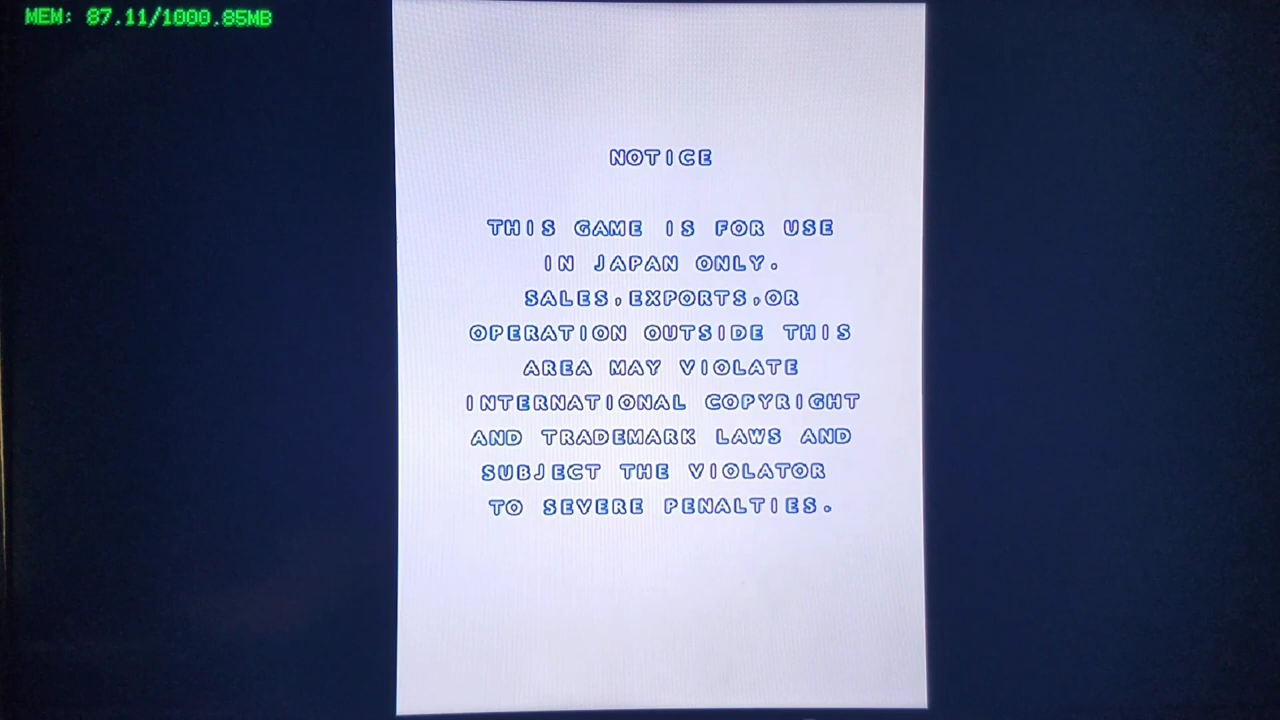 MEM: 87.11/1000.85MB
NOTICE
THIS GAME IS FOR USE
IN JAPAN ONLY.
SALES,EXPORTS,OR
OPERATION OUTSIDE THIS
AREA MAY VIOLATE
INTERNATIONAL COPYRIGHT
AND TRADEMARK LAWS AND
SUBJECT THE VIOLATOR
TO SEVERE PENALTIES.